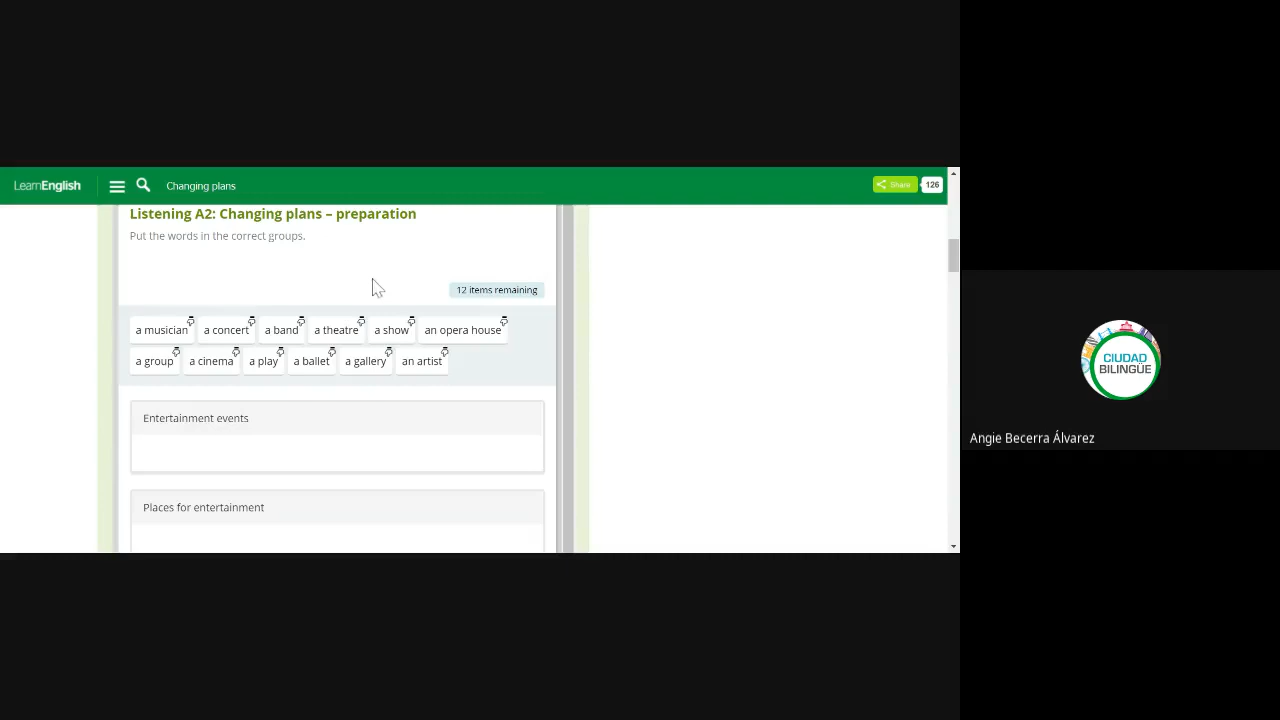 LearnEnglish
Changing plans
Share
126
Listening A2: Changing plans – preparation
Put the words in the correct groups.
12 items remaining
a musician a concert a band a theatre a show an opera house
a group a cinema a play a ballet a gallery an artist
Entertainment events
Places for entertainment
CIUDAD
BILINGÜE
Angie Becerra Álvarez